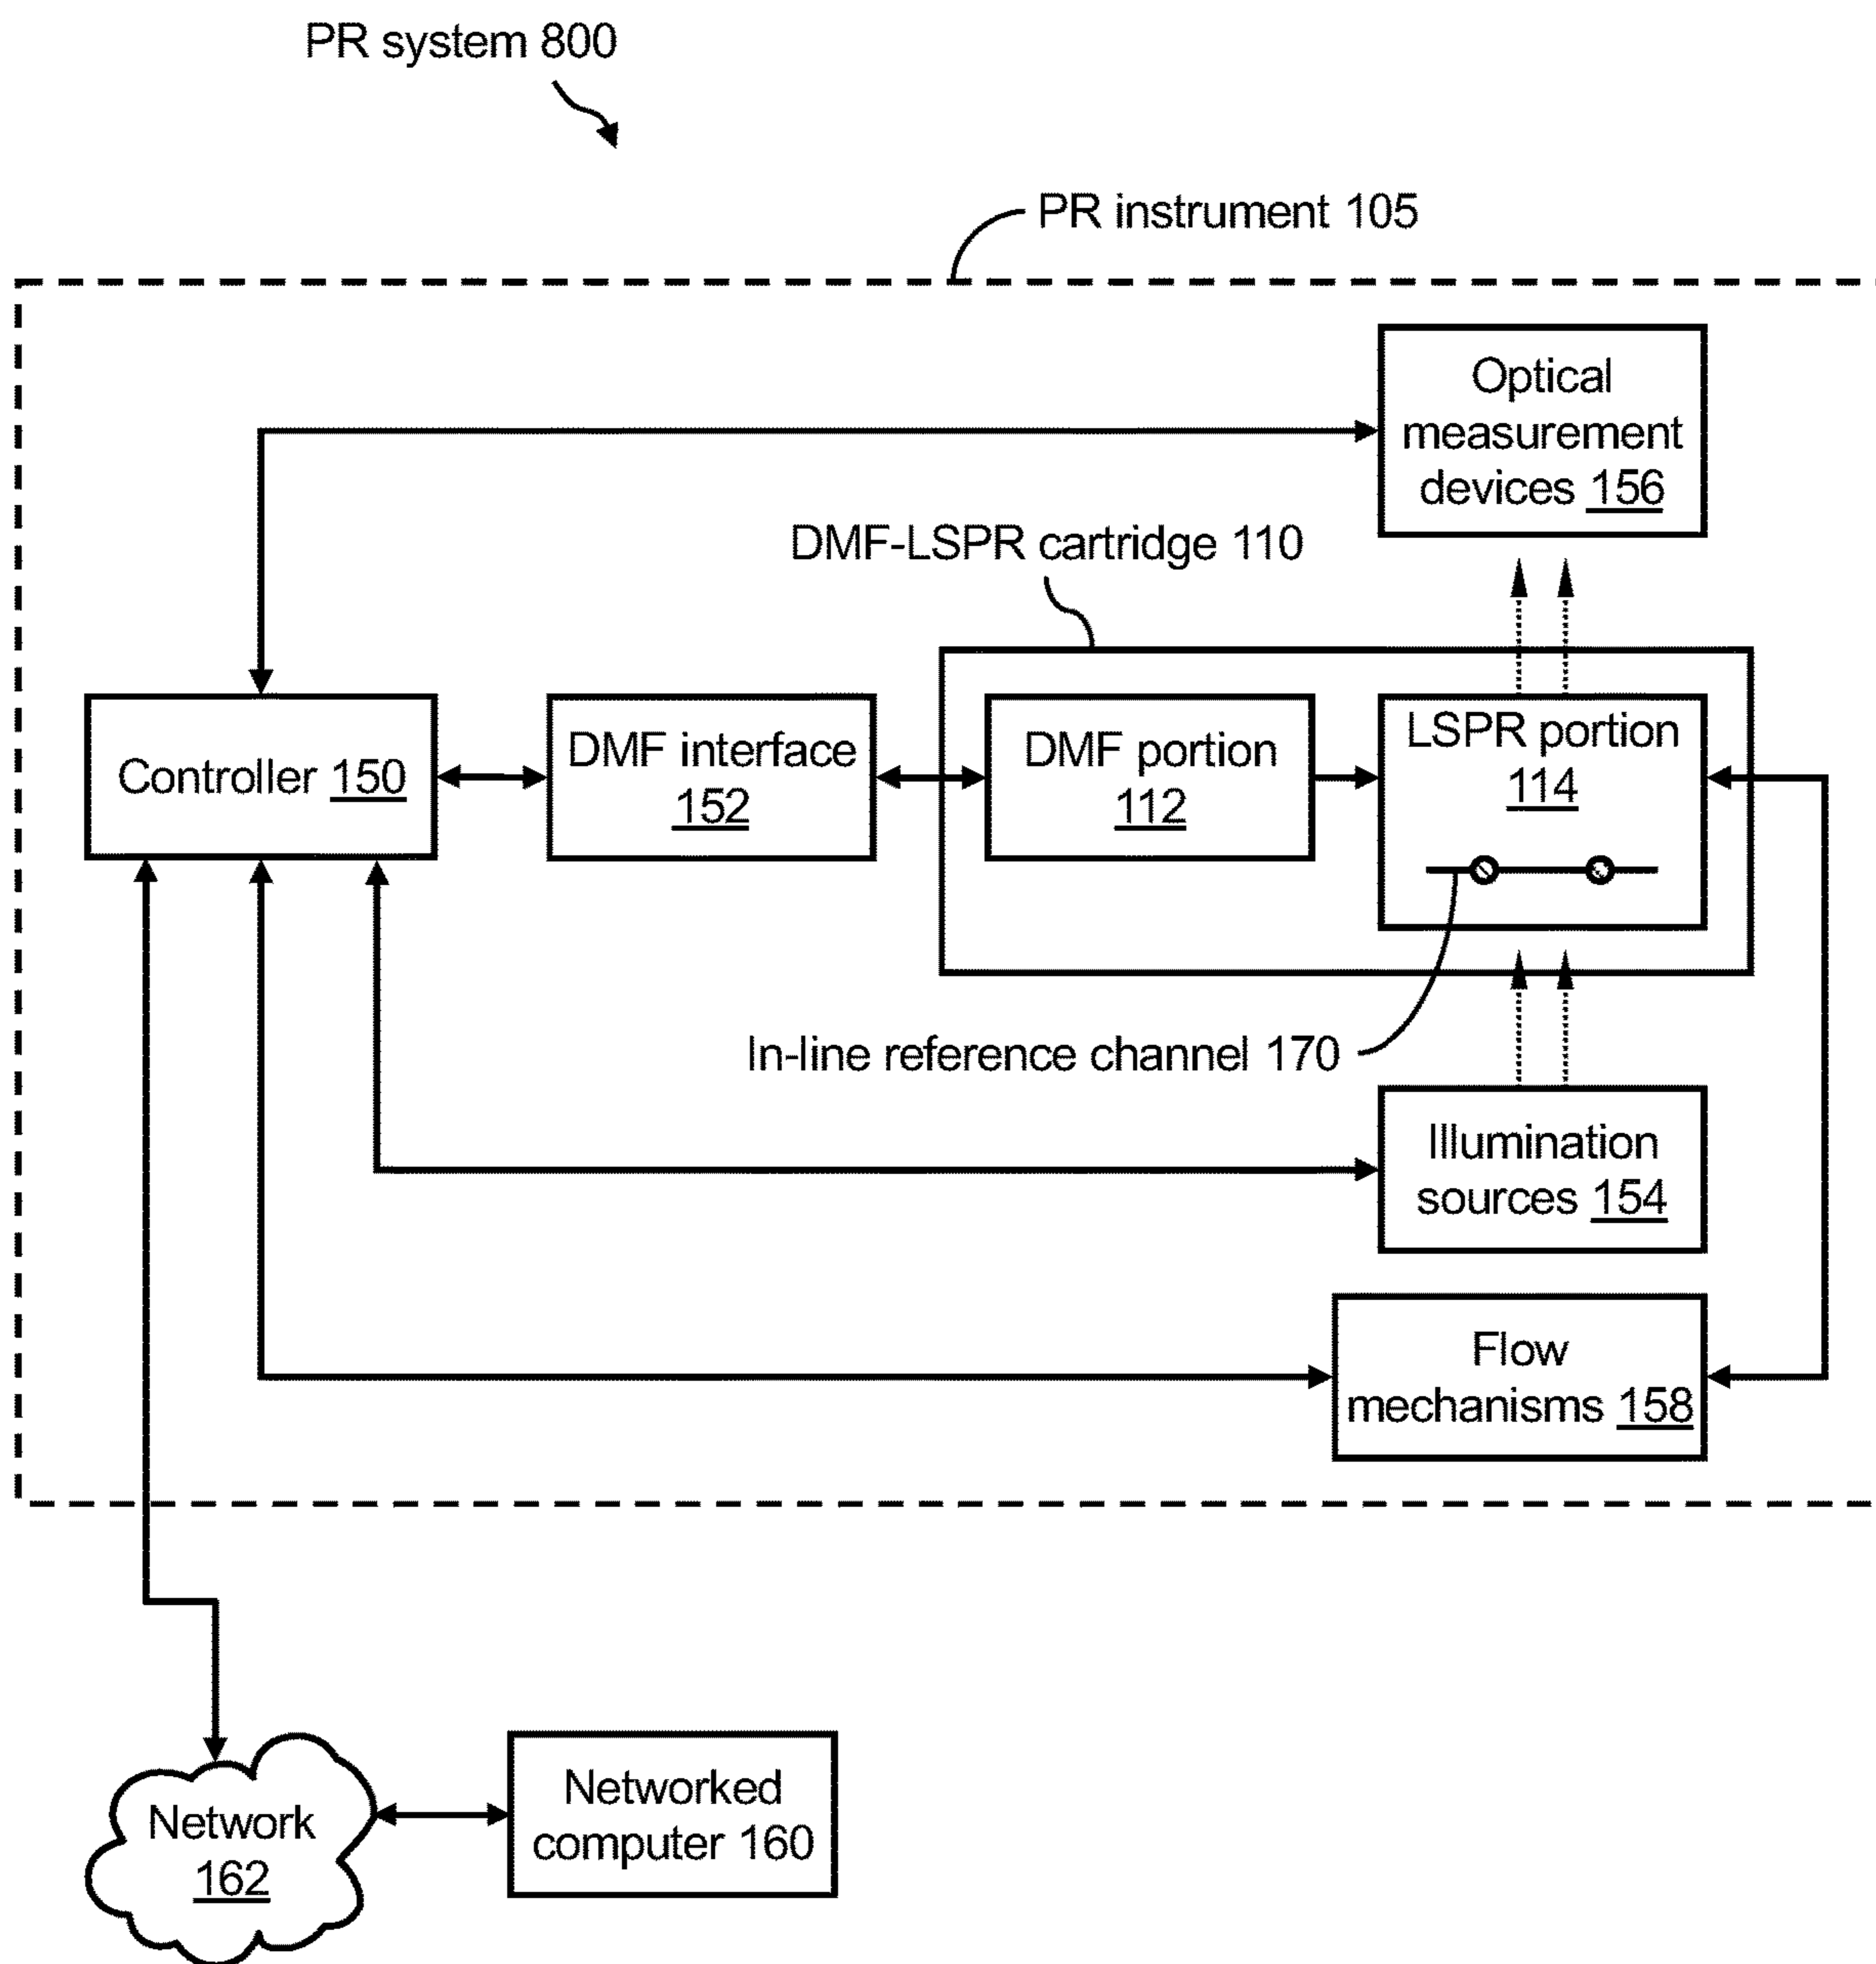 PR system 800
PR instrument 105
Optical
measurement
devices 156
DMF-LSPR cartridge 110
Controller 150
DMF interface
152
DMF portion
112
LSPR portion
114
In-line reference channel 170
Illumination
sources 154
Flow
mechanisms 158
Network
162
Networked
computer 160